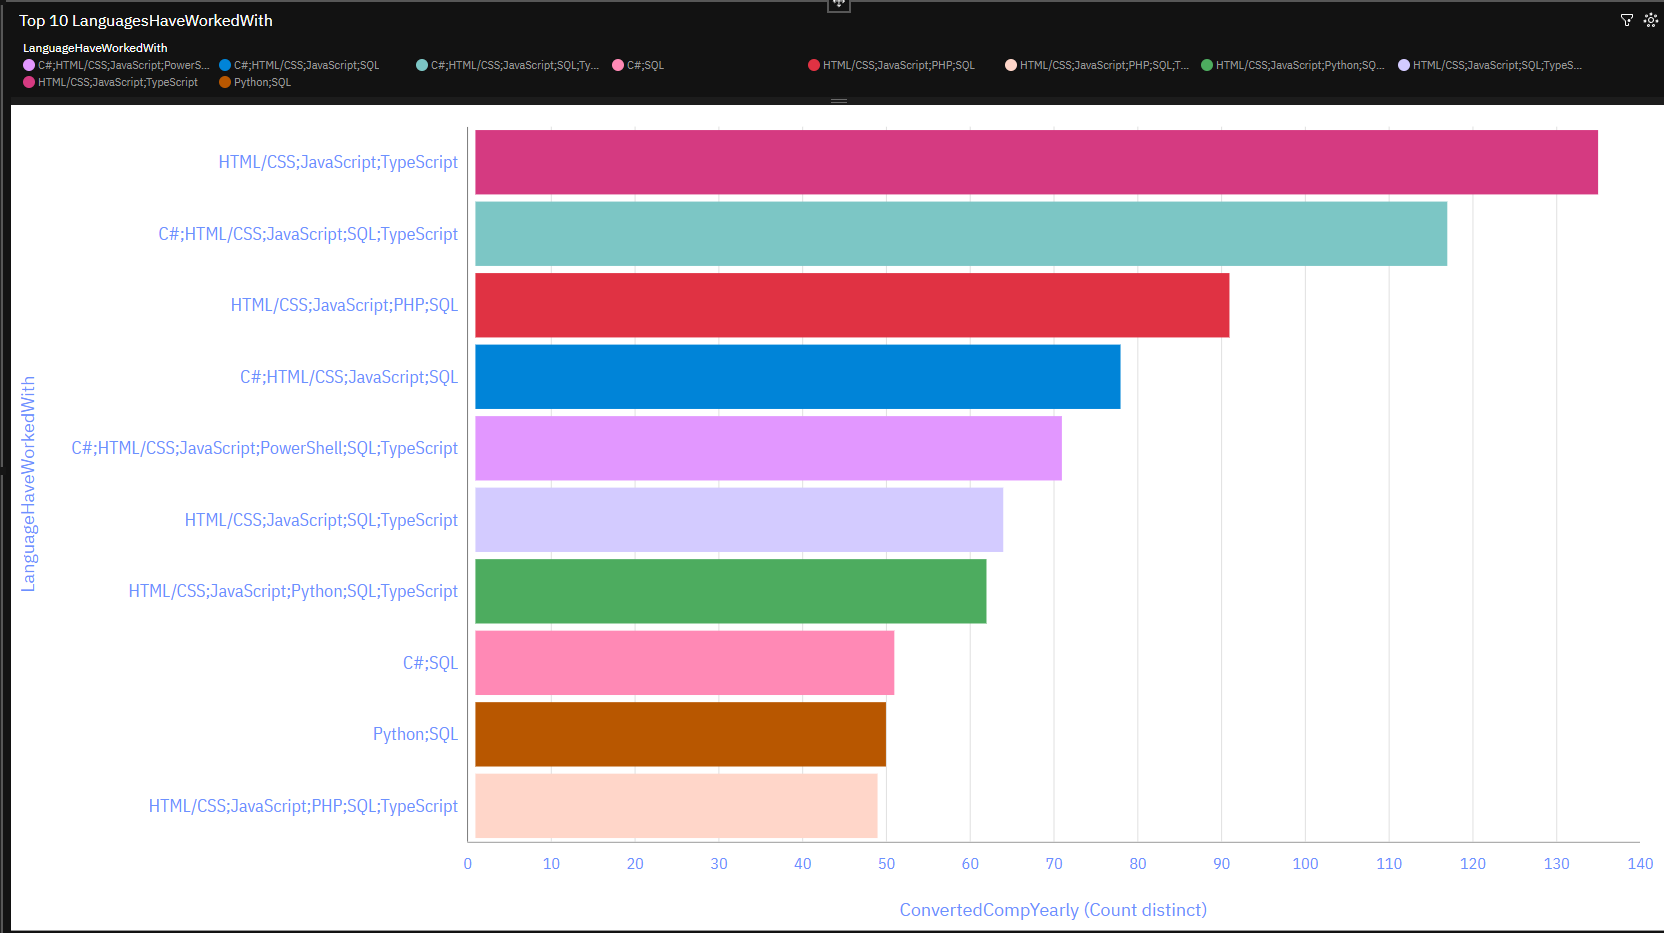 Top 10 LanguagesHaveWorkedWith
LanguageHaveWorkedWith
C#;HTML/CSS;JavaScript;PowerS... C#;HTML/CSS;JavaScript;SQL C#;HTML/CSS;JavaScript;SQL;Ty... C#;SQL HTML/CSS;JavaScript;PHP;SQL HTML/CSS;JavaScript;PHP;SQL;T... HTML/CSS;JavaScript;Python;SQ... HTML/CSS;JavaScript;SQL;TypeS...
HTML/CSS;JavaScript;TypeScript Python;SQL
LanguageHaveWorkedWith
HTML/CSS;JavaScript;TypeScript
C#;HTML/CSS;JavaScript;SQL;TypeScript
HTML/CSS;JavaScript;PHP;SQL
C#;HTML/CSS;JavaScript;SQL
C#;HTML/CSS;JavaScript;PowerShell;SQL;TypeScript
HTML/CSS;JavaScript;SQL;TypeScript
HTML/CSS;JavaScript;Python;SQL;TypeScript
C#;SQL
Python;SQL
HTML/CSS;JavaScript;PHP;SQL;TypeScript
0 10 20 30 40 50 60 70 80 90 100 110 120 130 140
ConvertedCompYearly (Count distinct)